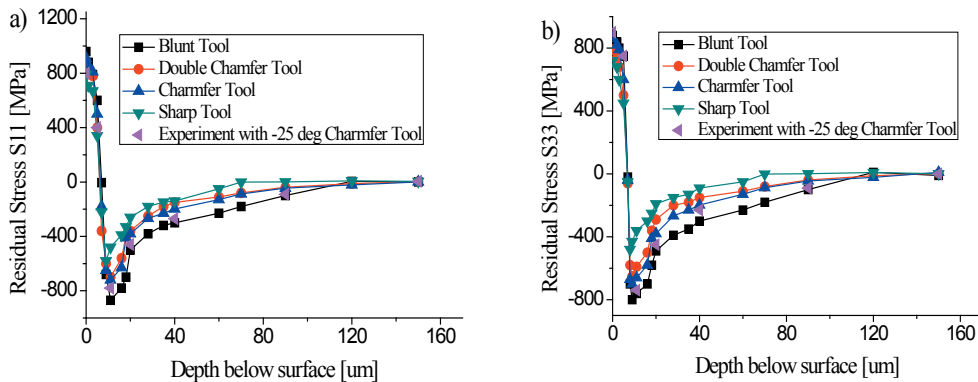 a)
1200
800
400
0
-400
-800
Residual Stress S11 [MPa]
Blunt Tool
Double Chamfer Tool
Charmfer Tool
Sharp Tool
Experiment with -25 deg Charmfer Tool
0 40 80 120 160
Depth below surface [um]
b)
800
400
0
-400
-800
Residual Stress S33 [MPa]
Blunt Tool
Double Chamfer Tool
Charmfer Tool
Sharp Tool
Experiment with -25 deg Charmfer Tool
0 40 80 120 160
Depth below surface [um]